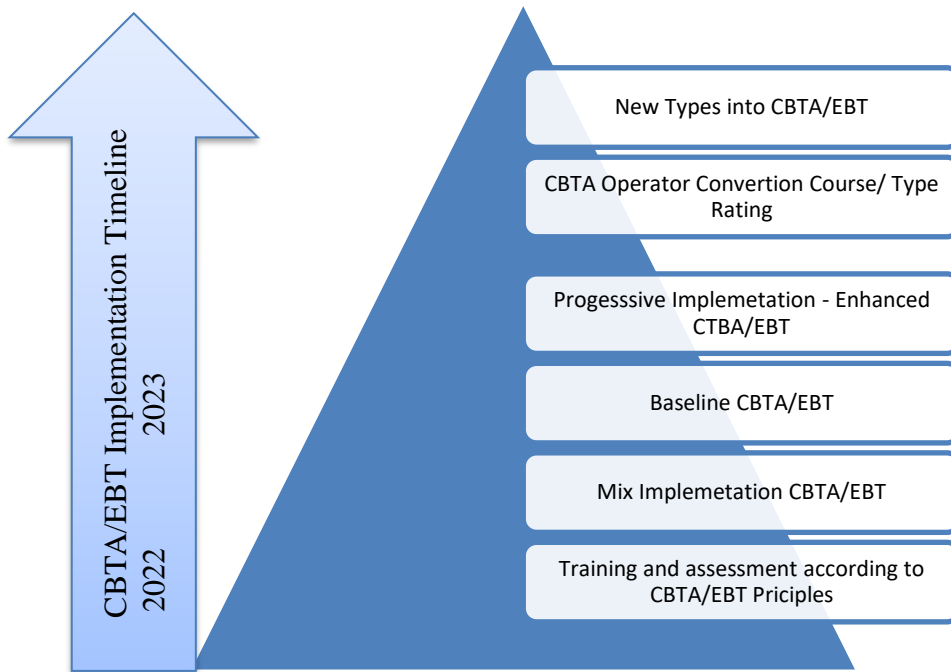 CBTA/EBT Implementation Timeline
2022 2023
New Types into CBTA/EBT
CBTA Operator Convertion Course/ Type
Rating
Progesssive Implemetation - Enhanced
CTBA/EBT
Baseline CBTA/EBT
Mix Implemetation CBTA/EBT
Training and assessment according to
CBTA/EBT Priciples